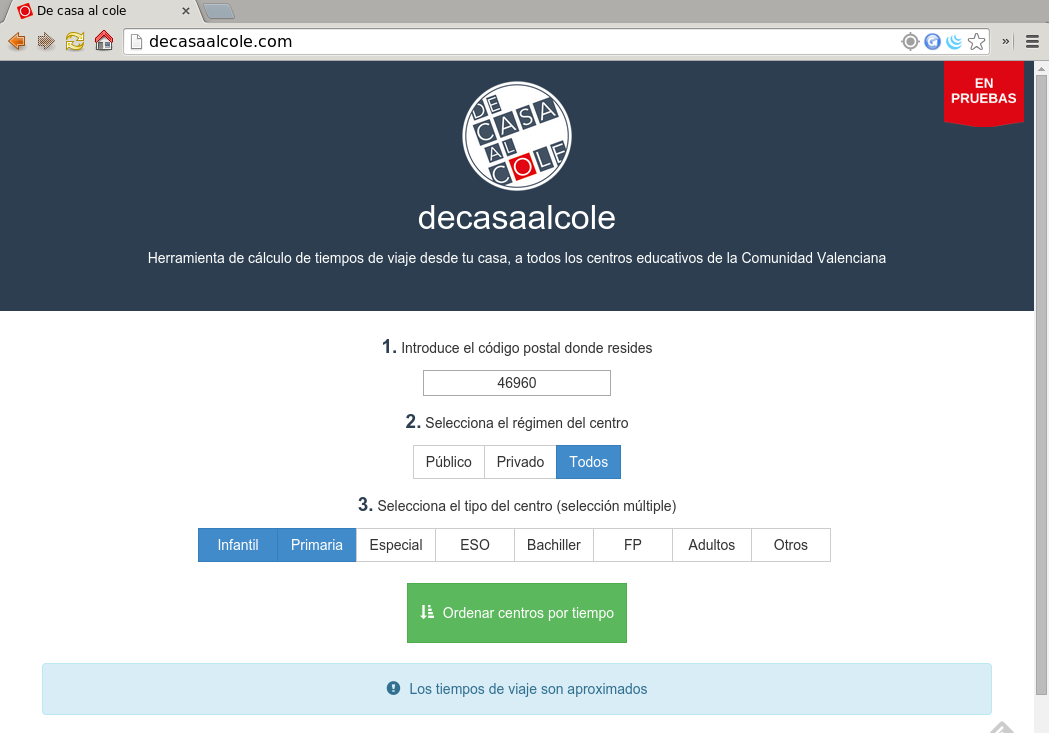 De casa al cole
decasaalcole.com
EN
PRUEBAS
DE
CASA
AL
COLE
decasaalcole
Herramienta de cálculo de tiempos de viaje desde tu casa, a todos los centros educativos de la Comunidad Valenciana
1. Introduce el código postal donde resides
46960
2. Selecciona el régimen del centro
Público Privado Todos
3. Selecciona el tipo del centro (selección múltiple)
Infantil Primaria Especial ESO Bachiller FP Adultos Otros
Ordenar centros por tiempo
Los tiempos de viaje son aproximados